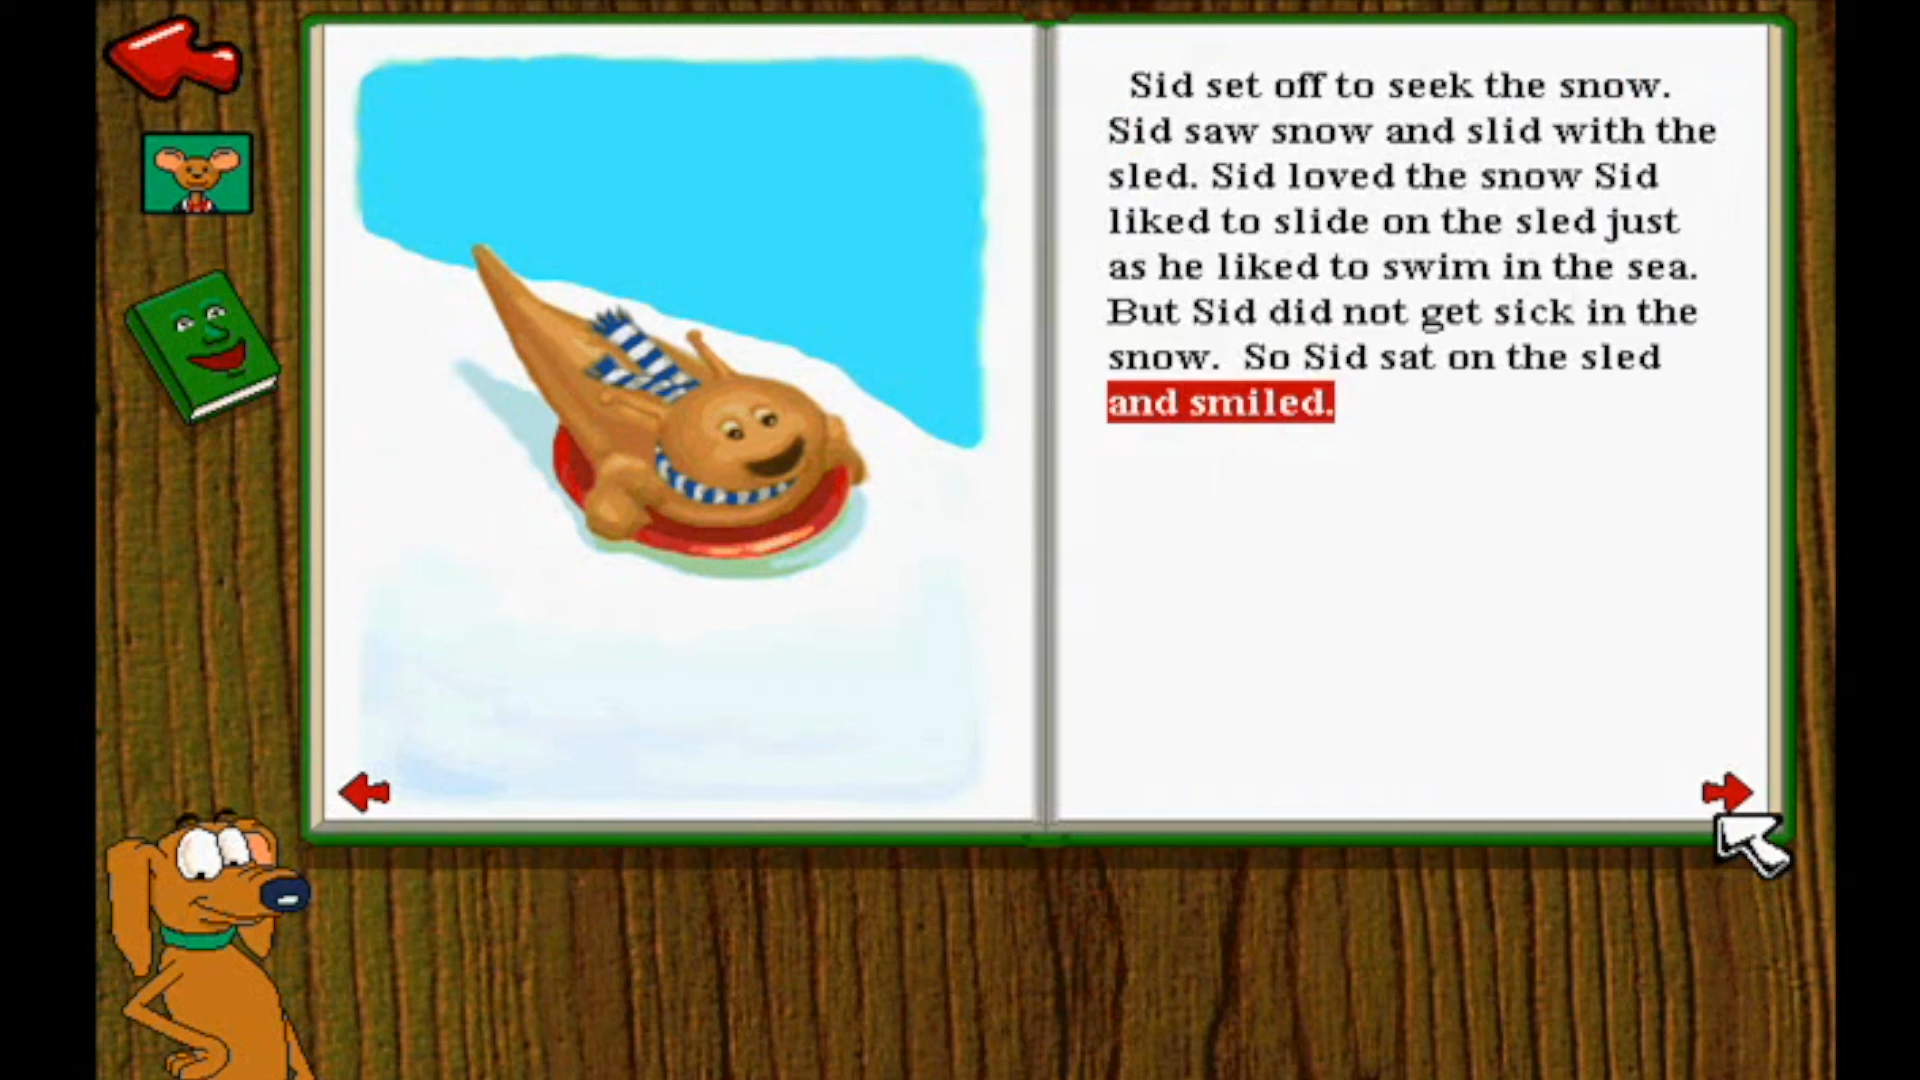 Sid set off to seek the snow.
Sid saw snow and slid with the
sled. Sid loved the snow Sid
liked to slide on the sled just
as he liked to swim in the sea.
But Sid did not get sick in the
snow.  So Sid sat on the sled
and smiled.